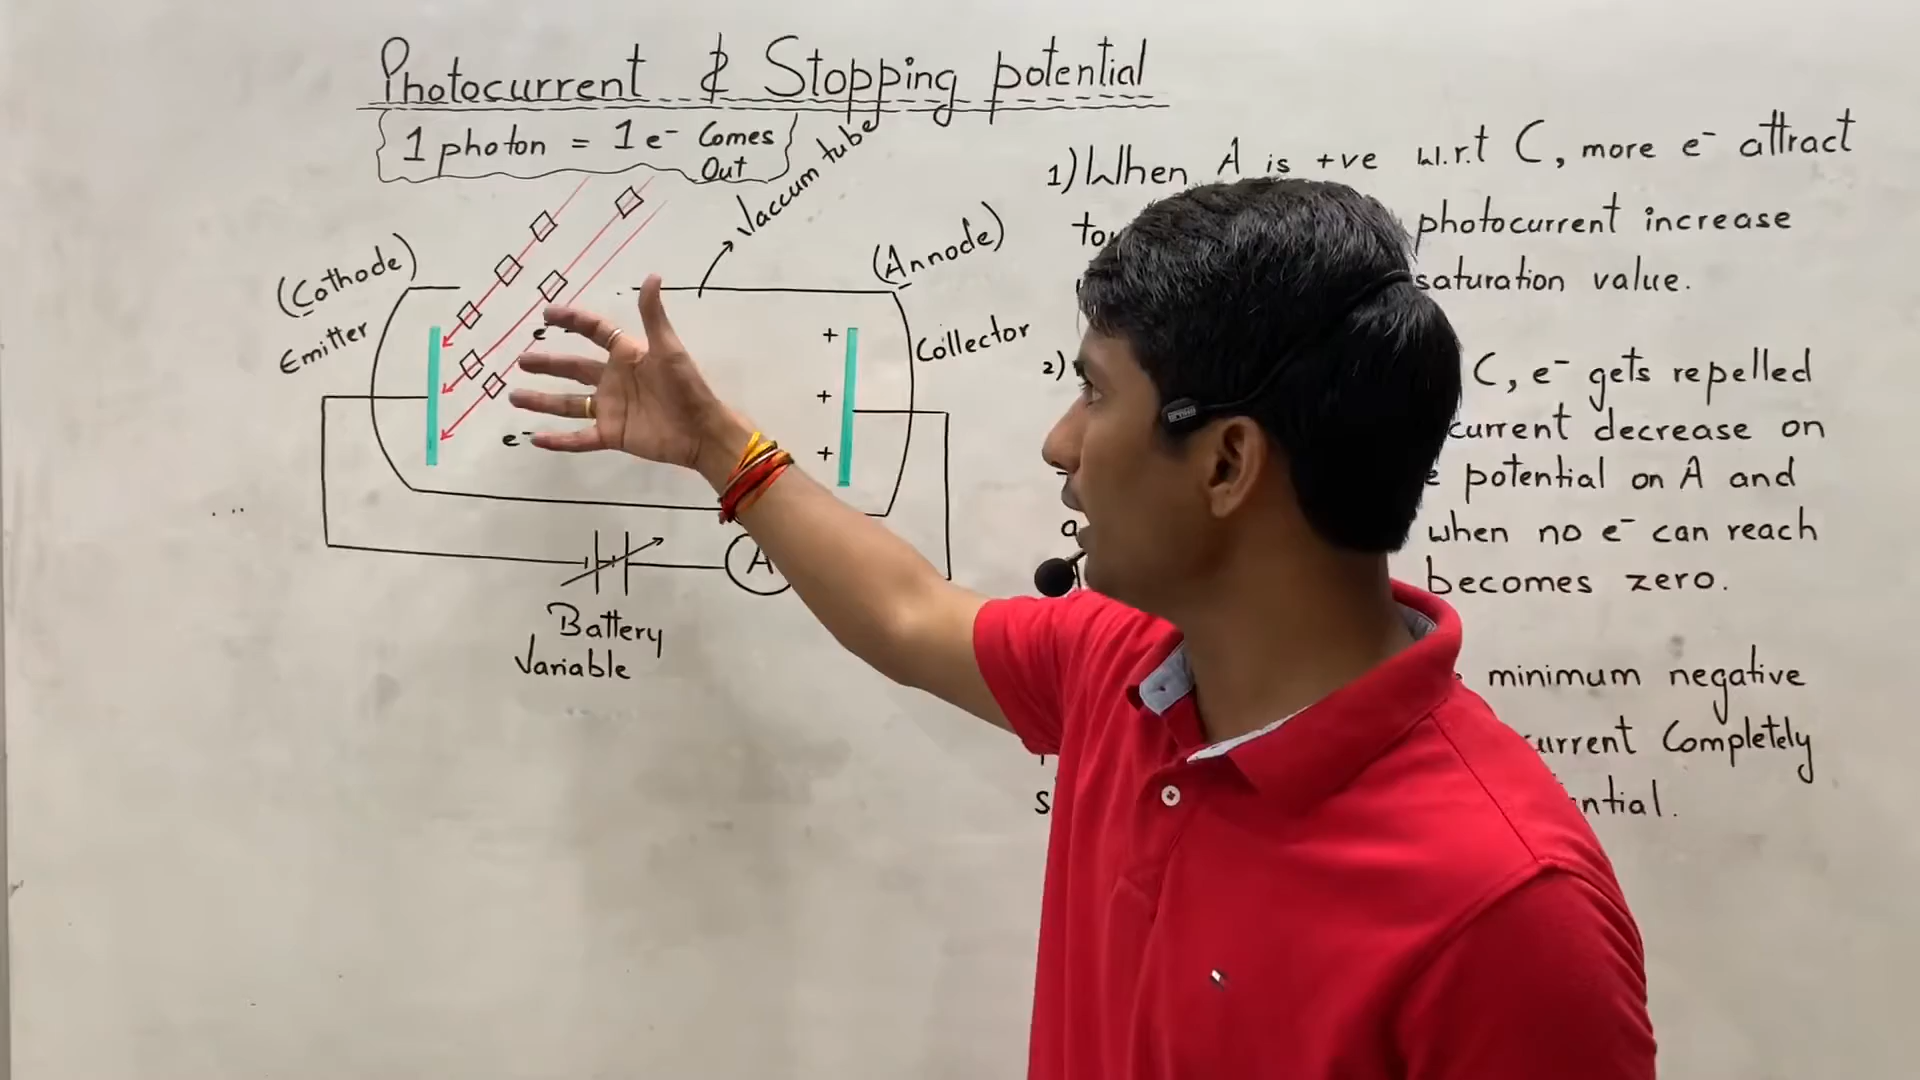 Photocurrent & Stopping potential
1 photon = 1 e⁻ Comes
Out
Vaccum tube
(Cathode)
Emitter
(Annode)
Collector
e
e⁻
+
+
+
A
Battery
Variable
1) When A is +ve w.r.t C, more e⁻ attract
photocurrent increase
saturation value.
2)
C, e⁻ gets repelled
current decrease on
potential on A and
when no e⁻ can reach
becomes zero.
minimum negative
Completely